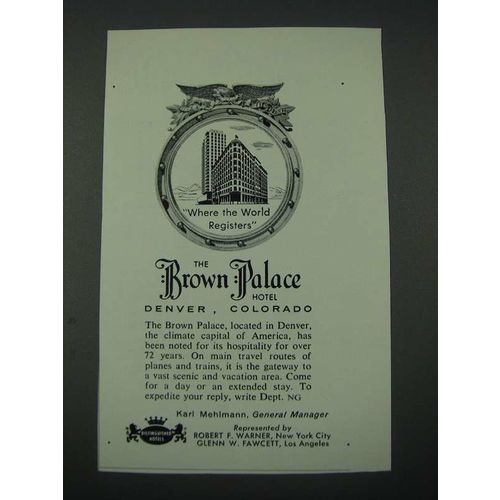 "Where the World
Registers"
THE
Brown Palace
HOTEL
DENVER, COLORADO
The Brown Palace, located in Denver,
the climate capital of America, has
been noted for its hospitality for over
72 years. On main travel routes of
planes and trains, it is the gateway to
a vast scenic and vacation area. Come
for a day or an extended stay. To
expedite your reply, write Dept. NG
Karl Mehlmann, General Manager
Represented by
ROBERT F. WARNER, New York City
GLENN W. FAWCETT, Los Angeles
DISTINGUISHED
HOTELS